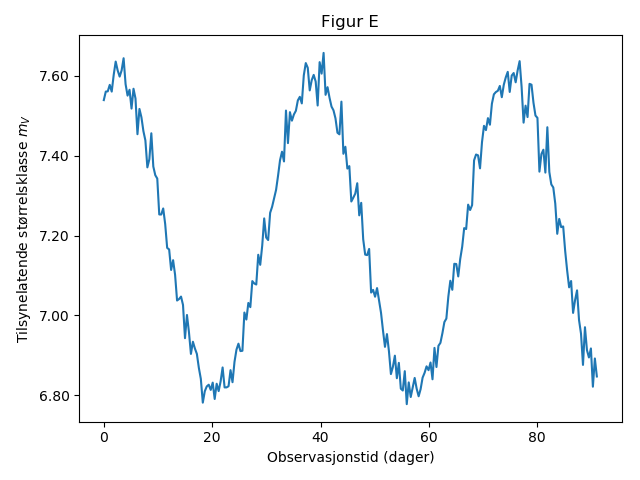 Figur E
Tilsynelatende størrelsklasse $m_V$
7.60
7.40
7.20
7.00
6.80
0 20 40 60 80
Observasjonstid (dager)